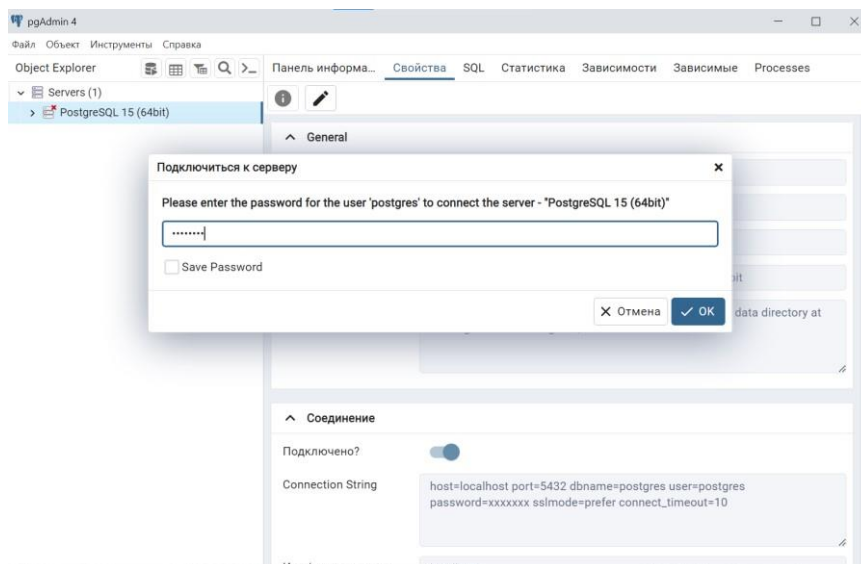 pgAdmin 4
Файл Объект Инструменты Справка
Object Explorer
Панель информа... Свойства SQL Статистика Зависимости Зависимые Processes
Servers (1)
PostgreSQL 15 (64bit)
General
Подключиться к серверу
Please enter the password for the user 'postgres' to connect the server - "PostgreSQL 15 (64bit)"
••••••••
Save Password
bit
Отмена
OK
data directory at
Соединение
Подключено?
Connection String
host=localhost port=5432 dbname=postgres user=postgres
password=xxxxxxx sslmode=prefer connect_timeout=10